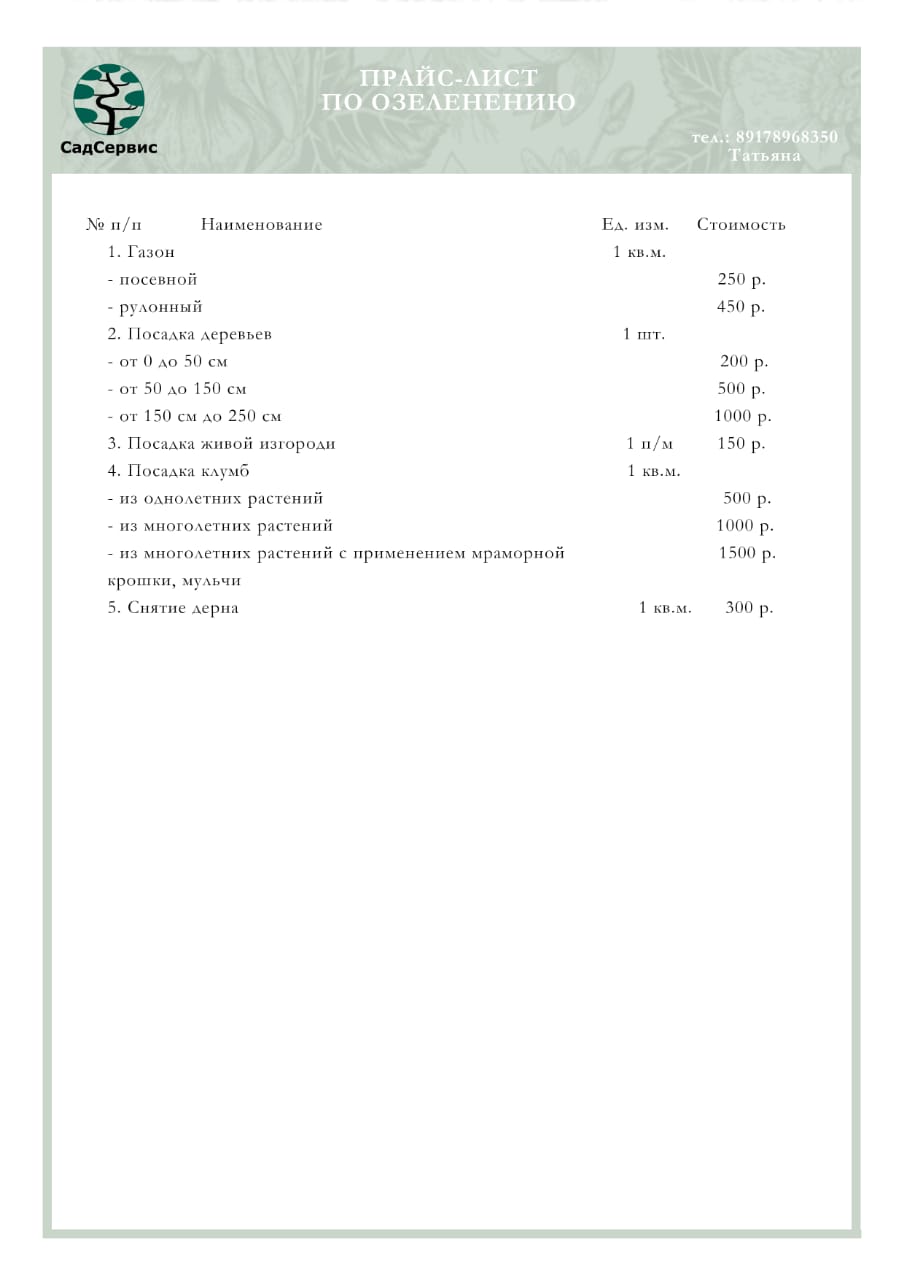 ПРАЙС-ЛИСТ
ПО ОЗЕЛЕНЕНИЮ
СадСервис
тел.: 89178968350
Татьяна
№ п/п Наименование Ед. изм. Стоимость
1. Газон 1 кв.м.
- посевной 250 р.
- рулонный 450 р.
2. Посадка деревьев 1 шт.
- от 0 до 50 см 200 р.
- от 50 до 150 см 500 р.
- от 150 см до 250 см 1000 р.
3. Посадка живой изгороди 1 п/м 150 р.
4. Посадка клумб 1 кв.м.
- из однолетних растений 500 р.
- из многолетних растений 1000 р.
- из многолетних растений с применением мраморной 1500 р.
крошки, мульчи
5. Снятие дерна 1 кв.м. 300 р.